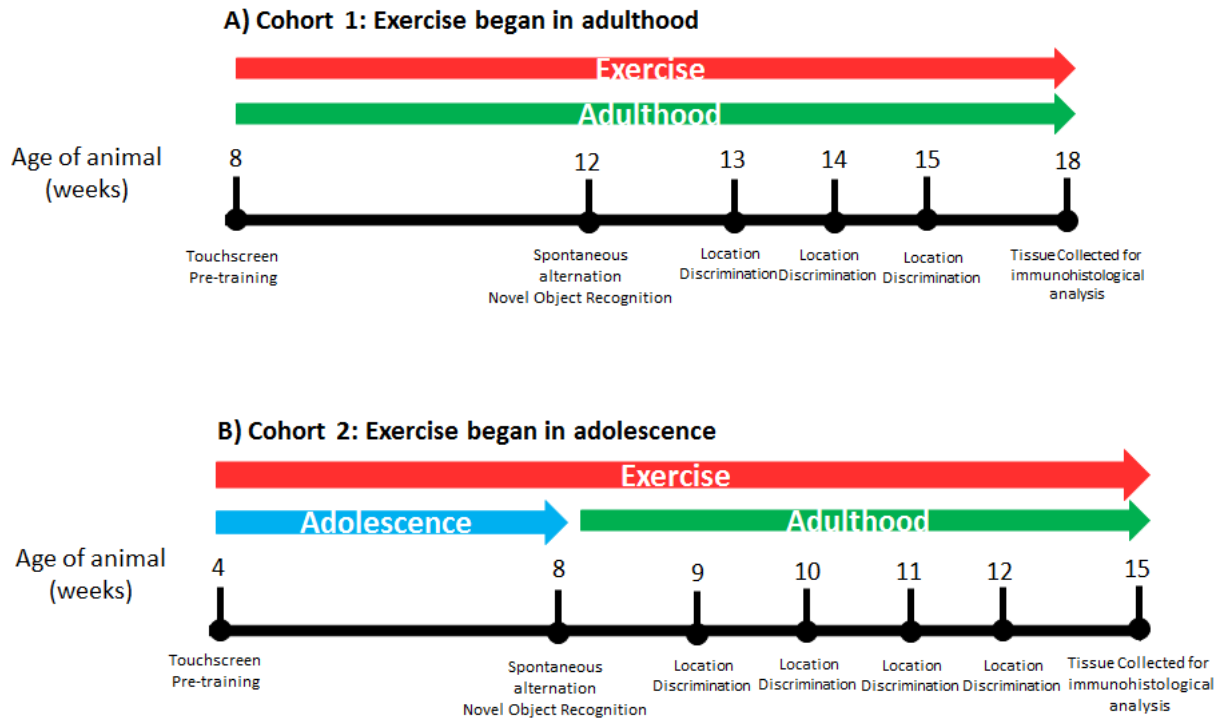 A) Cohort 1: Exercise began in adulthood
Exercise
Adulthood
Age of animal
(weeks)
8
12
13
14
15
18
Touchscreen
Pre-training
Spontaneous
alternation
Novel Object Recognition
Location
Discrimination
Location
Discrimination
Location
Discrimination
Tissue Collected for
immunohistological
analysis
B) Cohort 2: Exercise began in adolescence
Exercise
Adolescence
Adulthood
Age of animal
(weeks)
4
8
9
10
11
12
15
Touchscreen
Pre-training
Spontaneous
alternation
Novel Object Recognition
Location
Discrimination
Location
Discrimination
Location
Discrimination
Location
Discrimination
Tissue Collected for
immunohistological
analysis